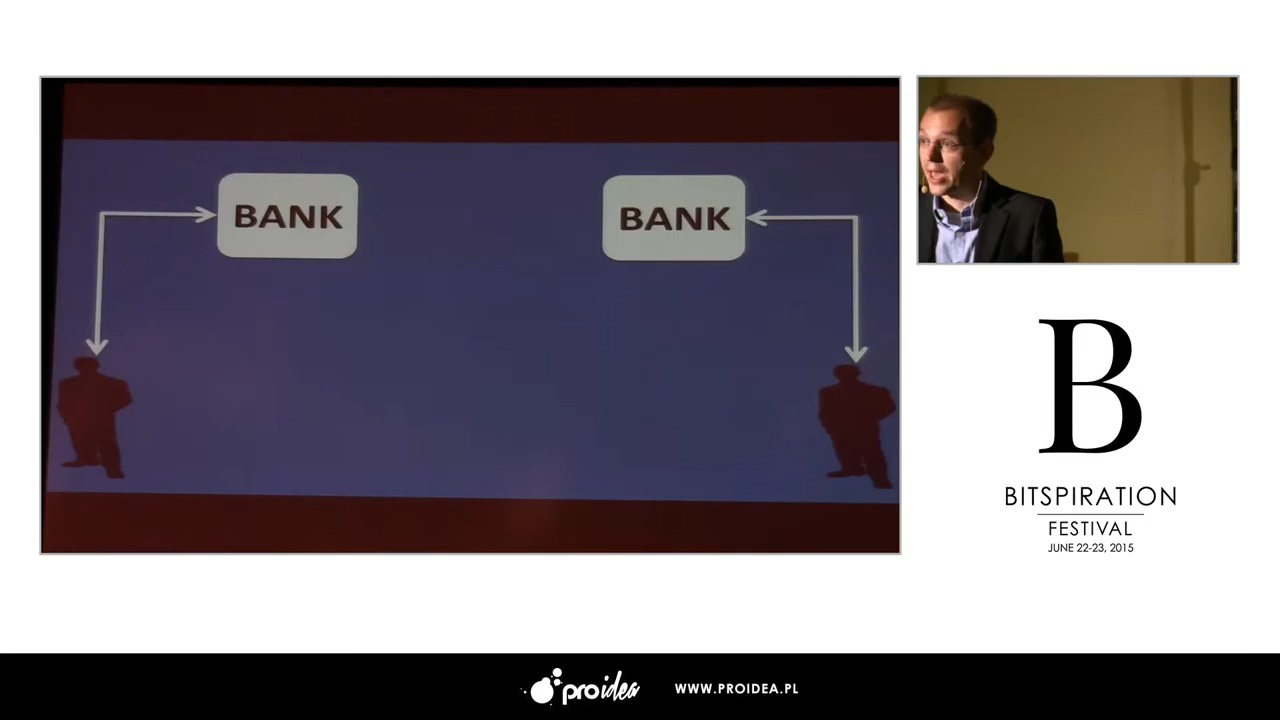 BANK
BANK
B
BITSPIRATION
FESTIVAL
JUNE 22-23, 2015
proidea
WWW.PROIDEA.PL